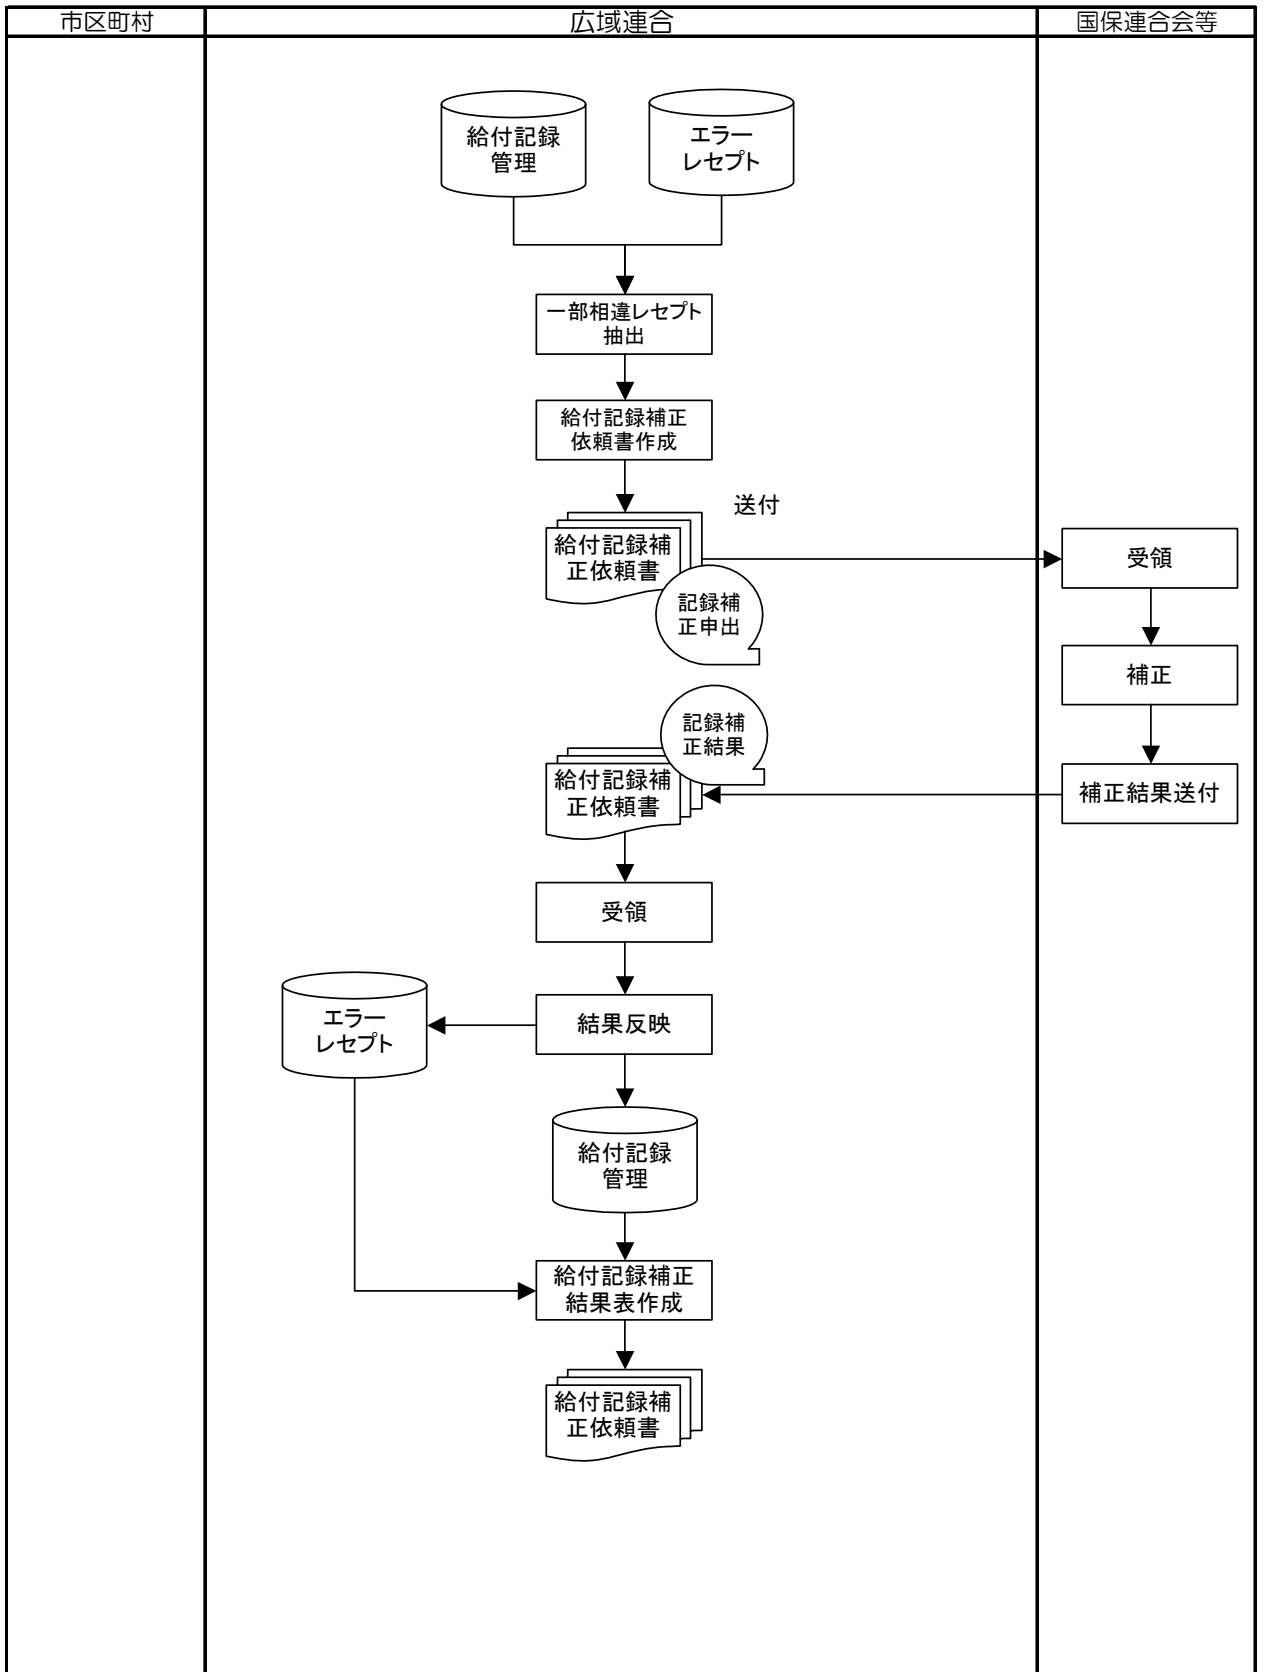 市区町村
広域連合
国保連合会等
給付記録
管理
エラー
レセプト
一部相違レセプト
抽出
給付記録補正
依頼書作成
送付
給付記録補
正依頼書
記録補
正申出
受領
補正
記録補
正結果
給付記録補
正依頼書
補正結果送付
受領
結果反映
エラー
レセプト
給付記録
管理
給付記録補正
結果表作成
給付記録補
正依頼書